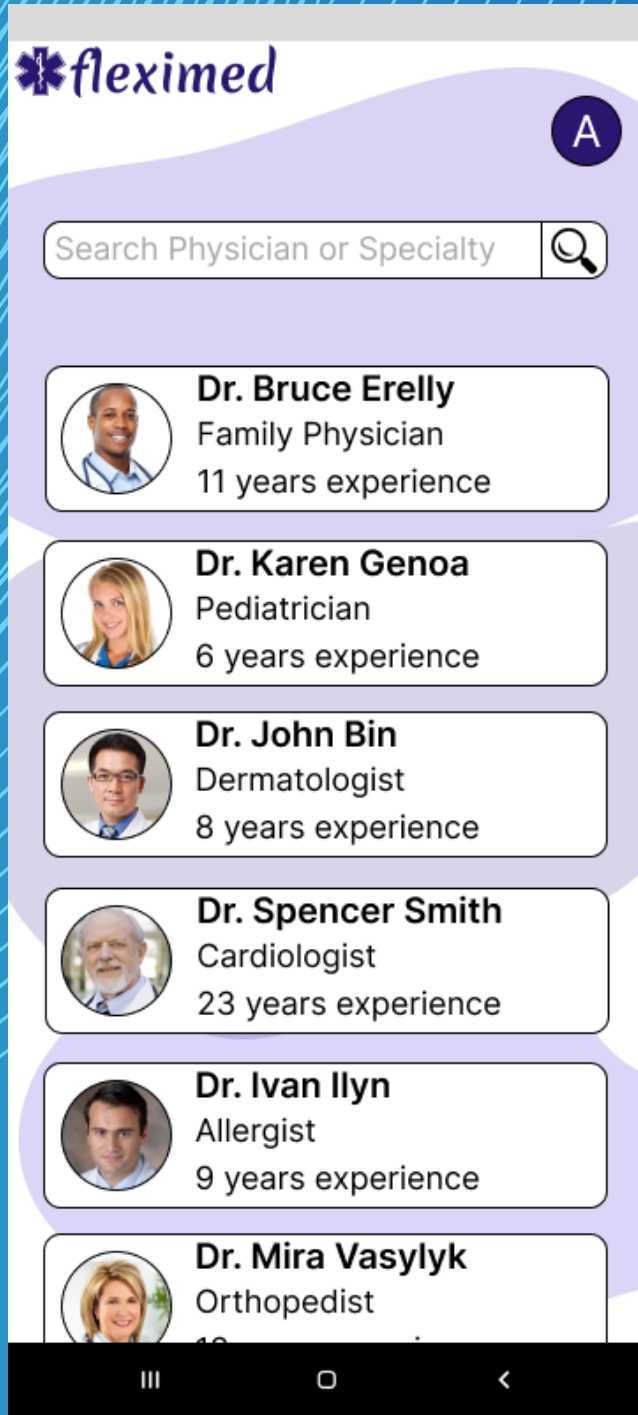 fleximed
A
Search Physician or Specialty
Dr. Bruce Erelly
Family Physician
11 years experience
Dr. Karen Genoa
Pediatrician
6 years experience
Dr. John Bin
Dermatologist
8 years experience
Dr. Spencer Smith
Cardiologist
23 years experience
Dr. Ivan Ilyn
Allergist
9 years experience
Dr. Mira Vasylyk
Orthopedist